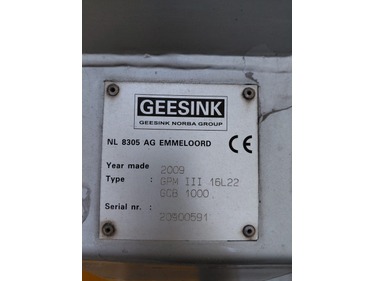 GEESINK
GEESINK NORBA GROUP
NL 8305 AG EMMELOORD CE
Year made : 2009
Type : GPM III 16L22
GCB 1000
Serial nr. : 20900591